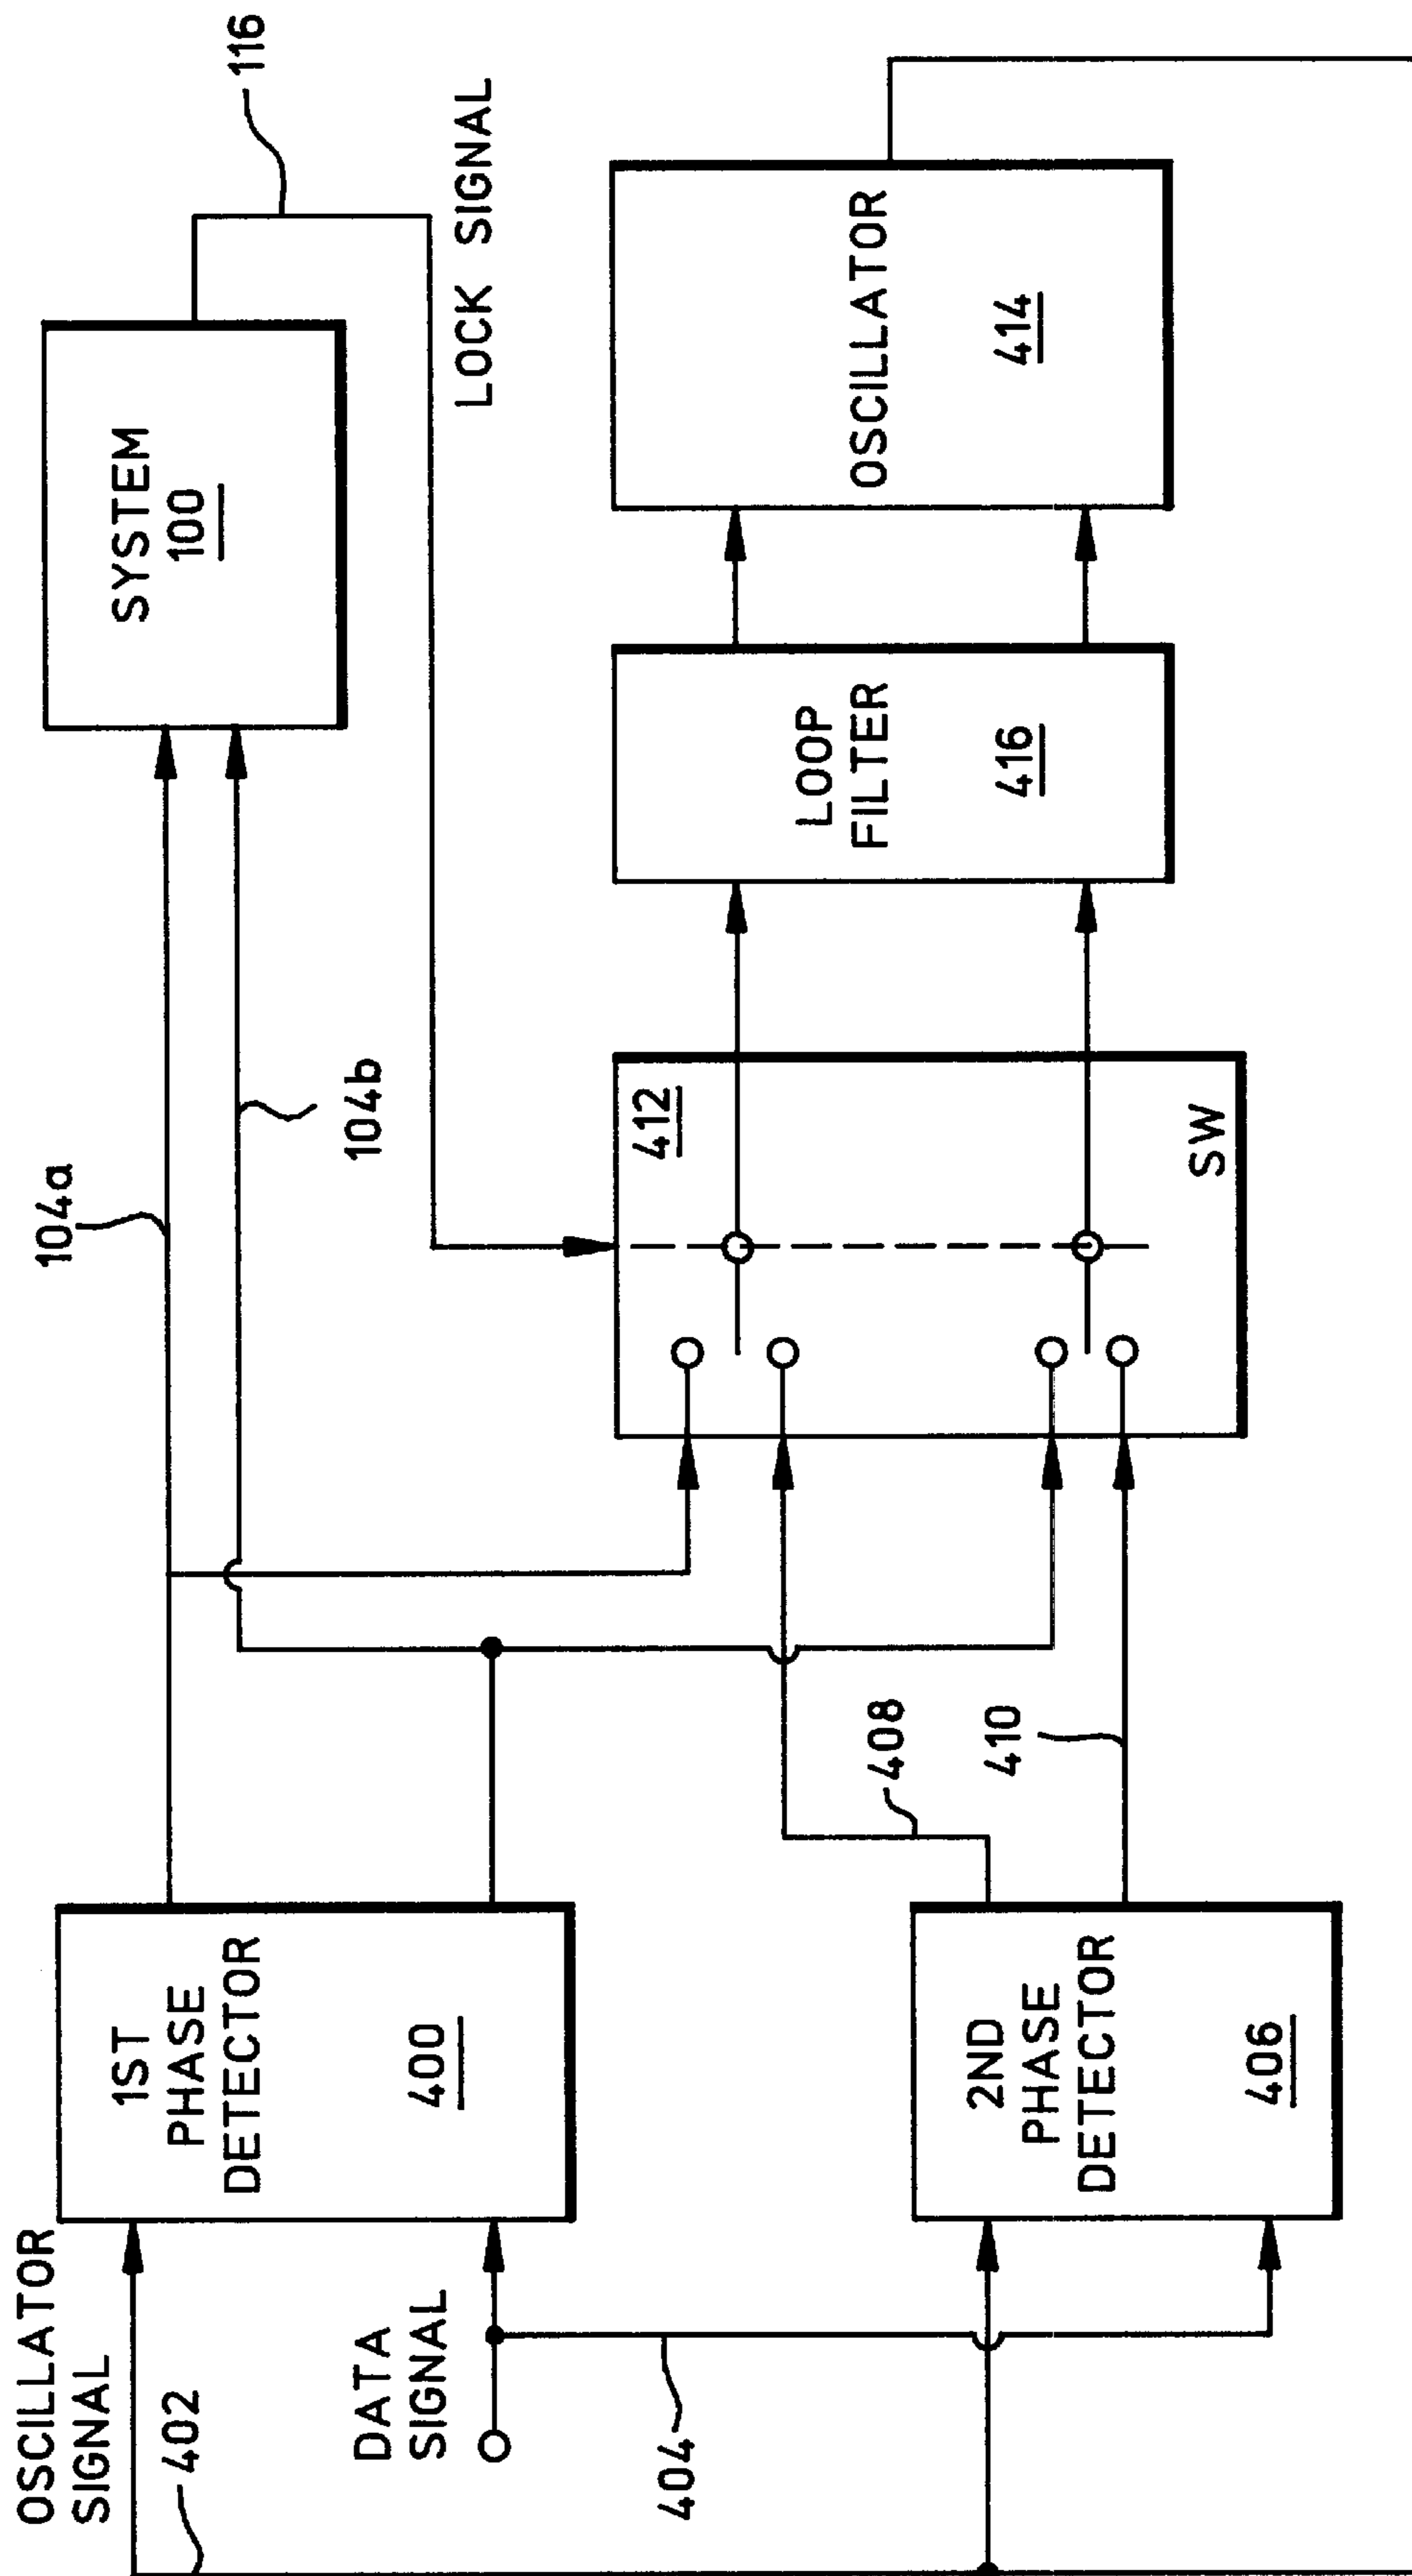 OSCILLATOR
SIGNAL
402
DATA
SIGNAL
404
1ST
PHASE
DETECTOR
400
2ND
PHASE
DETECTOR
406
408
410
104a
104b
412
SW
SYSTEM
100
116
LOCK SIGNAL
LOOP
FILTER
416
OSCILLATOR
414